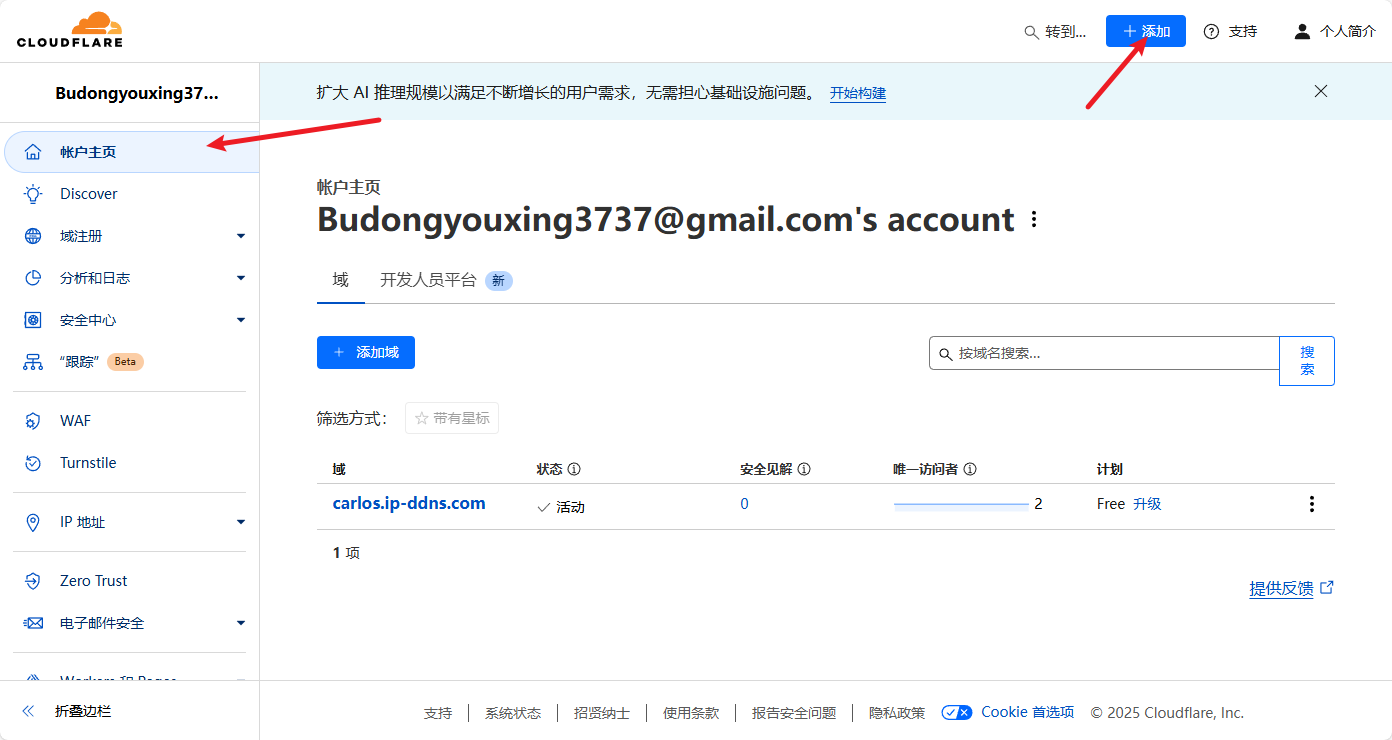 CLOUDFLARE
转到...
添加
支持
个人简介
Budongyouxing37...
扩大 AI 推理规模以满足不断增长的用户需求，无需担心基础设施问题。 开始构建
帐户主页
Discover
域注册
分析和日志
安全中心
“跟踪” Beta
WAF
Turnstile
IP 地址
Zero Trust
电子邮件安全
Workers 和 Pages
折叠边栏
帐户主页
Budongyouxing3737@gmail.com's account
域
开发人员平台 新
添加域
按域名搜索...
搜
索
筛选方式：
带有星标
域 状态 安全见解 唯一访问者 计划
carlos.ip-ddns.com 活动 0 2 Free 升级
1 项
提供反馈
支持 系统状态 招贤纳士 使用条款 报告安全问题 隐私政策 Cookie 首选项 © 2025 Cloudflare, Inc.